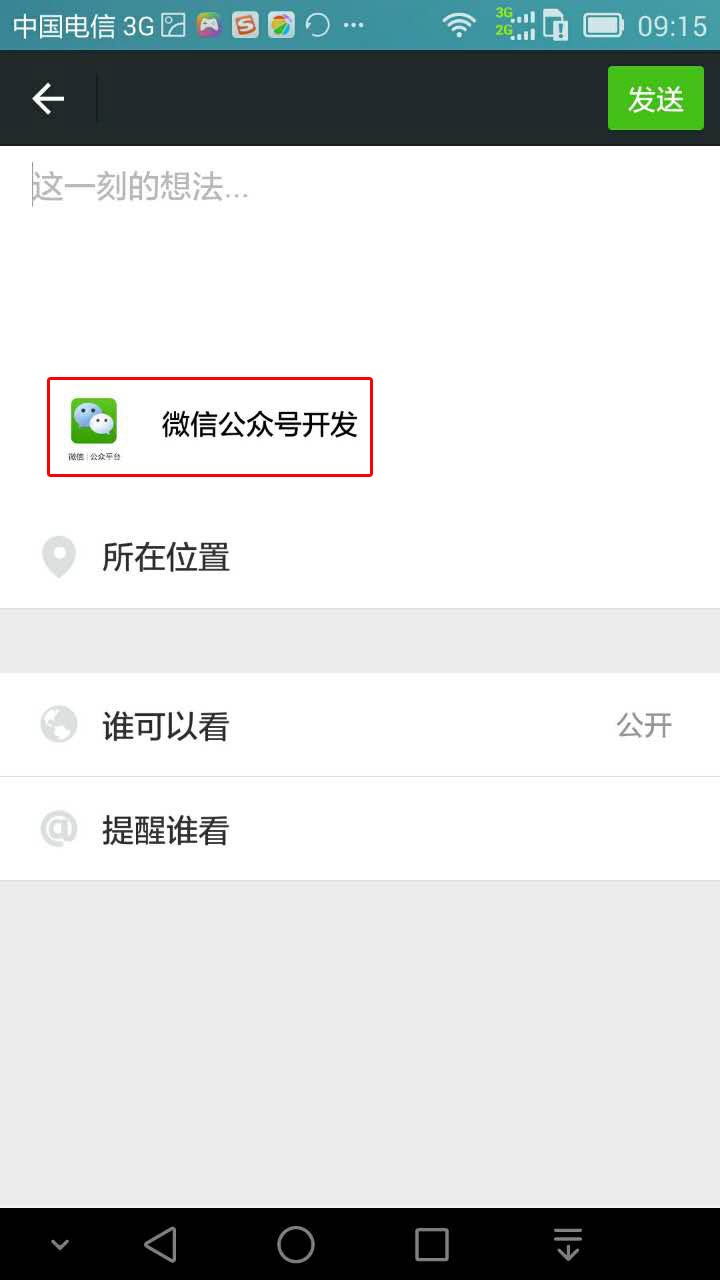 中国电信 3G
3G
2G
09:15
发送
这一刻的想法...
微信公众号开发
微信 | 公众平台
所在位置
谁可以看
公开
提醒谁看